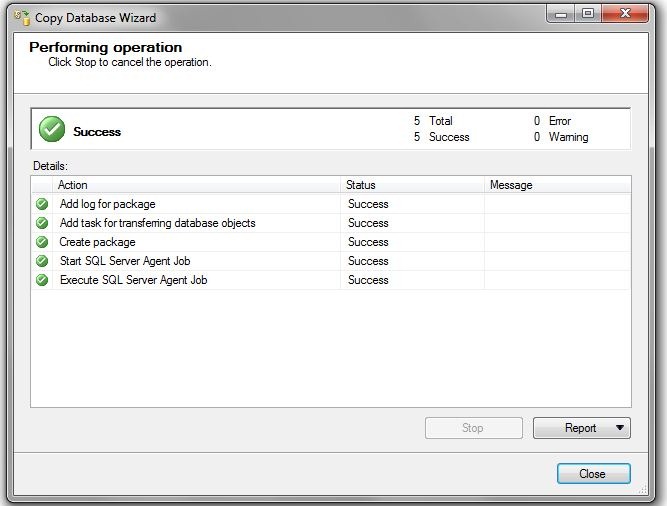 Copy Database Wizard
Performing operation
Click Stop to cancel the operation.
Success
5 Total 0 Error
5 Success 0 Warning
Details:
Action Status Message
Add log for package Success
Add task for transferring database objects Success
Create package Success
Start SQL Server Agent Job Success
Execute SQL Server Agent Job Success
Stop Report
Close